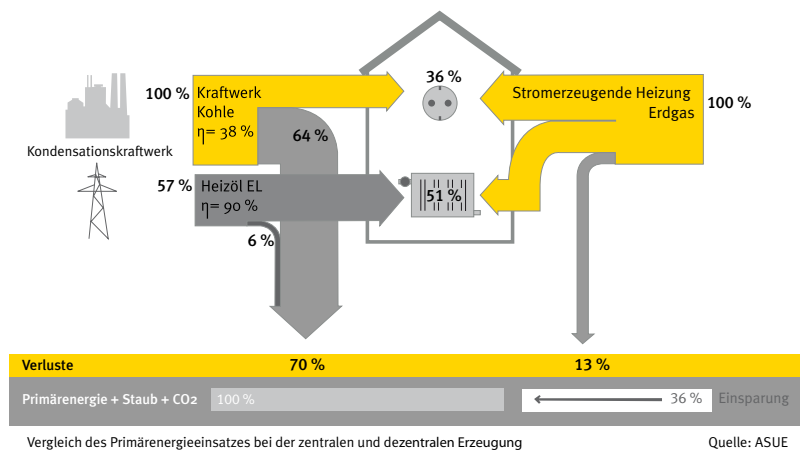 36 %
100 %
Kraftwerk
Kohle
η= 38 %
Stromerzeugende Heizung
Erdgas
100 %
64 %
Kondensationskraftwerk
57 %
Heizöl EL
η= 90 %
51 %
6 %
Verluste 70 % 13 %
Primärenergie + Staub + CO2 100 % 36 % Einsparung
Vergleich des Primärenergieeinsatzes bei der zentralen und dezentralen Erzeugung Quelle: ASUE